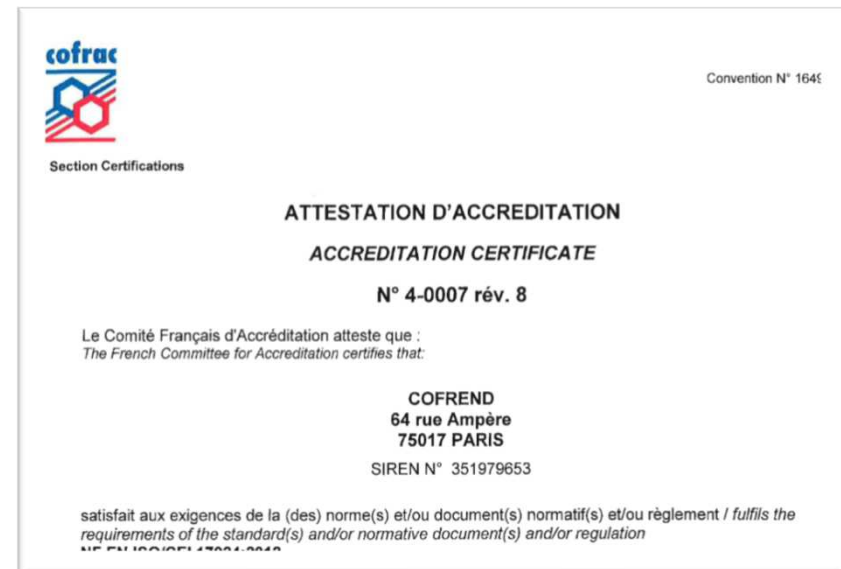 cofrac
Convention N° 1649
Section Certifications
ATTESTATION D'ACCREDITATION
ACCREDITATION CERTIFICATE
N° 4-0007 rév. 8
Le Comité Français d'Accréditation atteste que :
The French Committee for Accreditation certifies that:
COFREND
64 rue Ampère
75017 PARIS
SIREN N° 351979653
satisfait aux exigences de la (des) norme(s) et/ou document(s) normatif(s) et/ou règlement / fulfils the
requirements of the standard(s) and/or normative document(s) and/or regulation